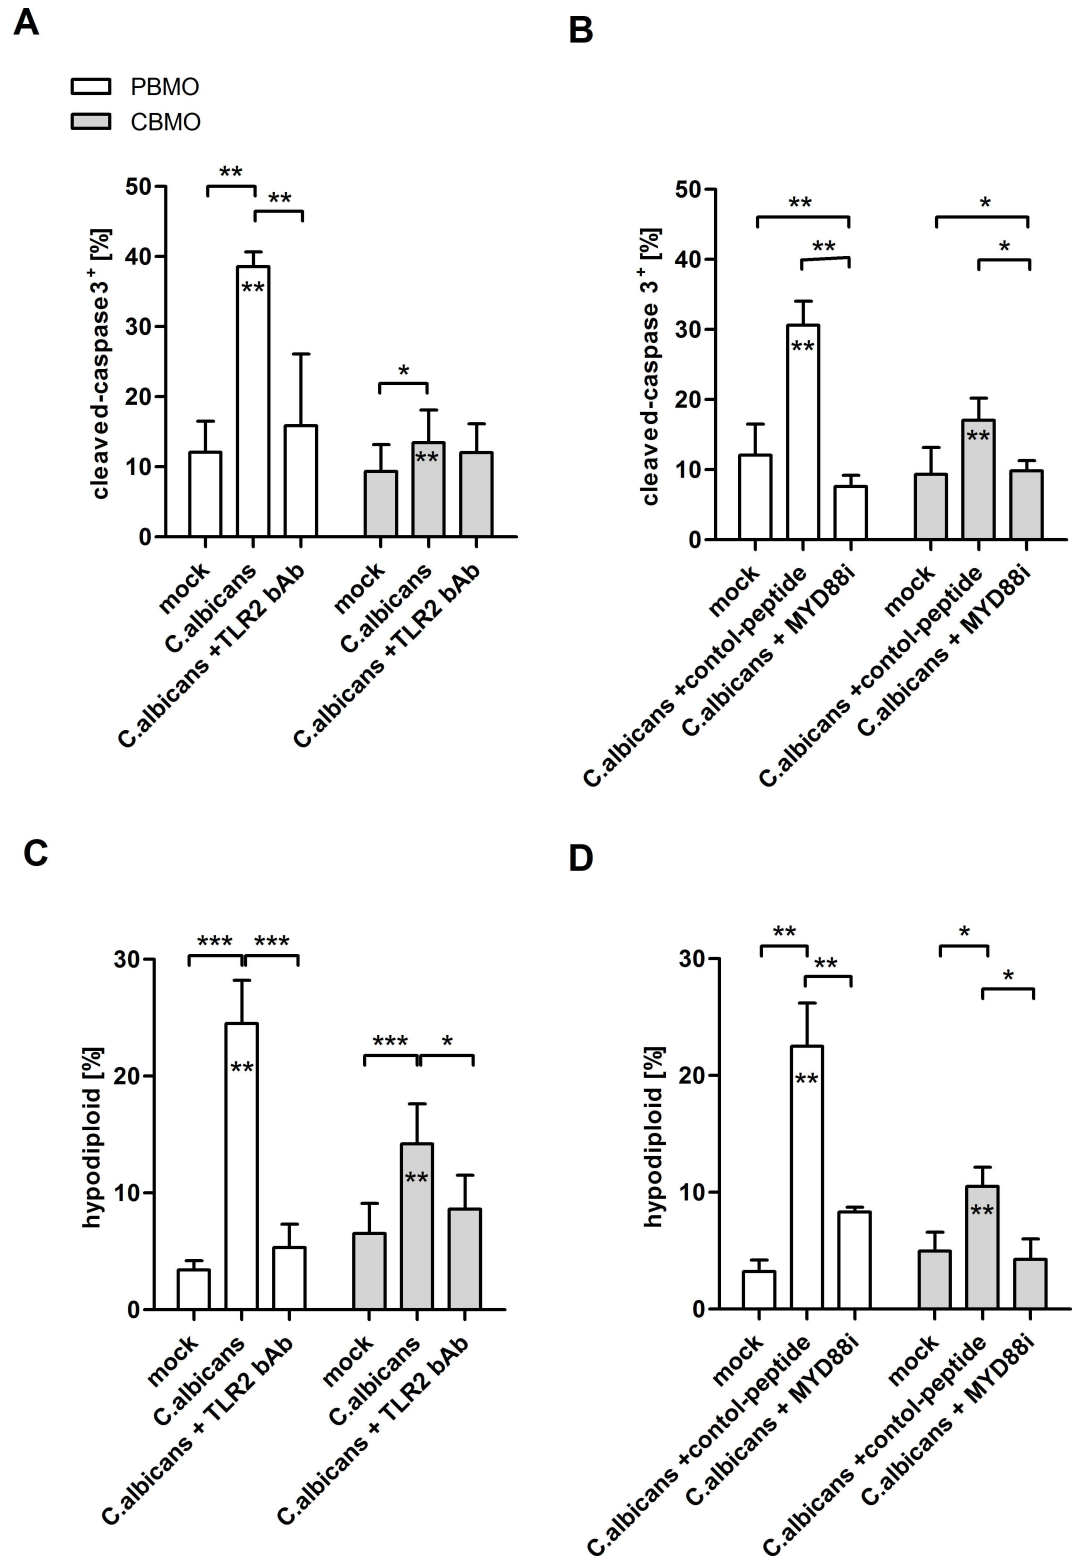 A
PBMO
CBMO
cleaved-caspase3+ [%]
50
40
30
20
10
0
**
**
**
*
**
mock
C.albicans
C.albicans +TLR2 bAb
mock
C.albicans
C.albicans +TLR2 bAb
B
cleaved-caspase 3+ [%]
50
40
30
20
10
0
**
**
**
*
*
**
mock
C.albicans +contol-peptide
C.albicans + MYD88i
mock
C.albicans +contol-peptide
C.albicans + MYD88i
C
hypodiploid [%]
30
20
10
0
***
***
**
***
*
**
mock
C.albicans
C.albicans + TLR2 bAb
mock
C.albicans
C.albicans + TLR2 bAb
D
hypodiploid [%]
30
20
10
0
**
**
**
*
*
**
mock
C.albicans +contol-peptide
C.albicans + MYD88i
mock
C.albicans +contol-peptide
C.albicans + MYD88i